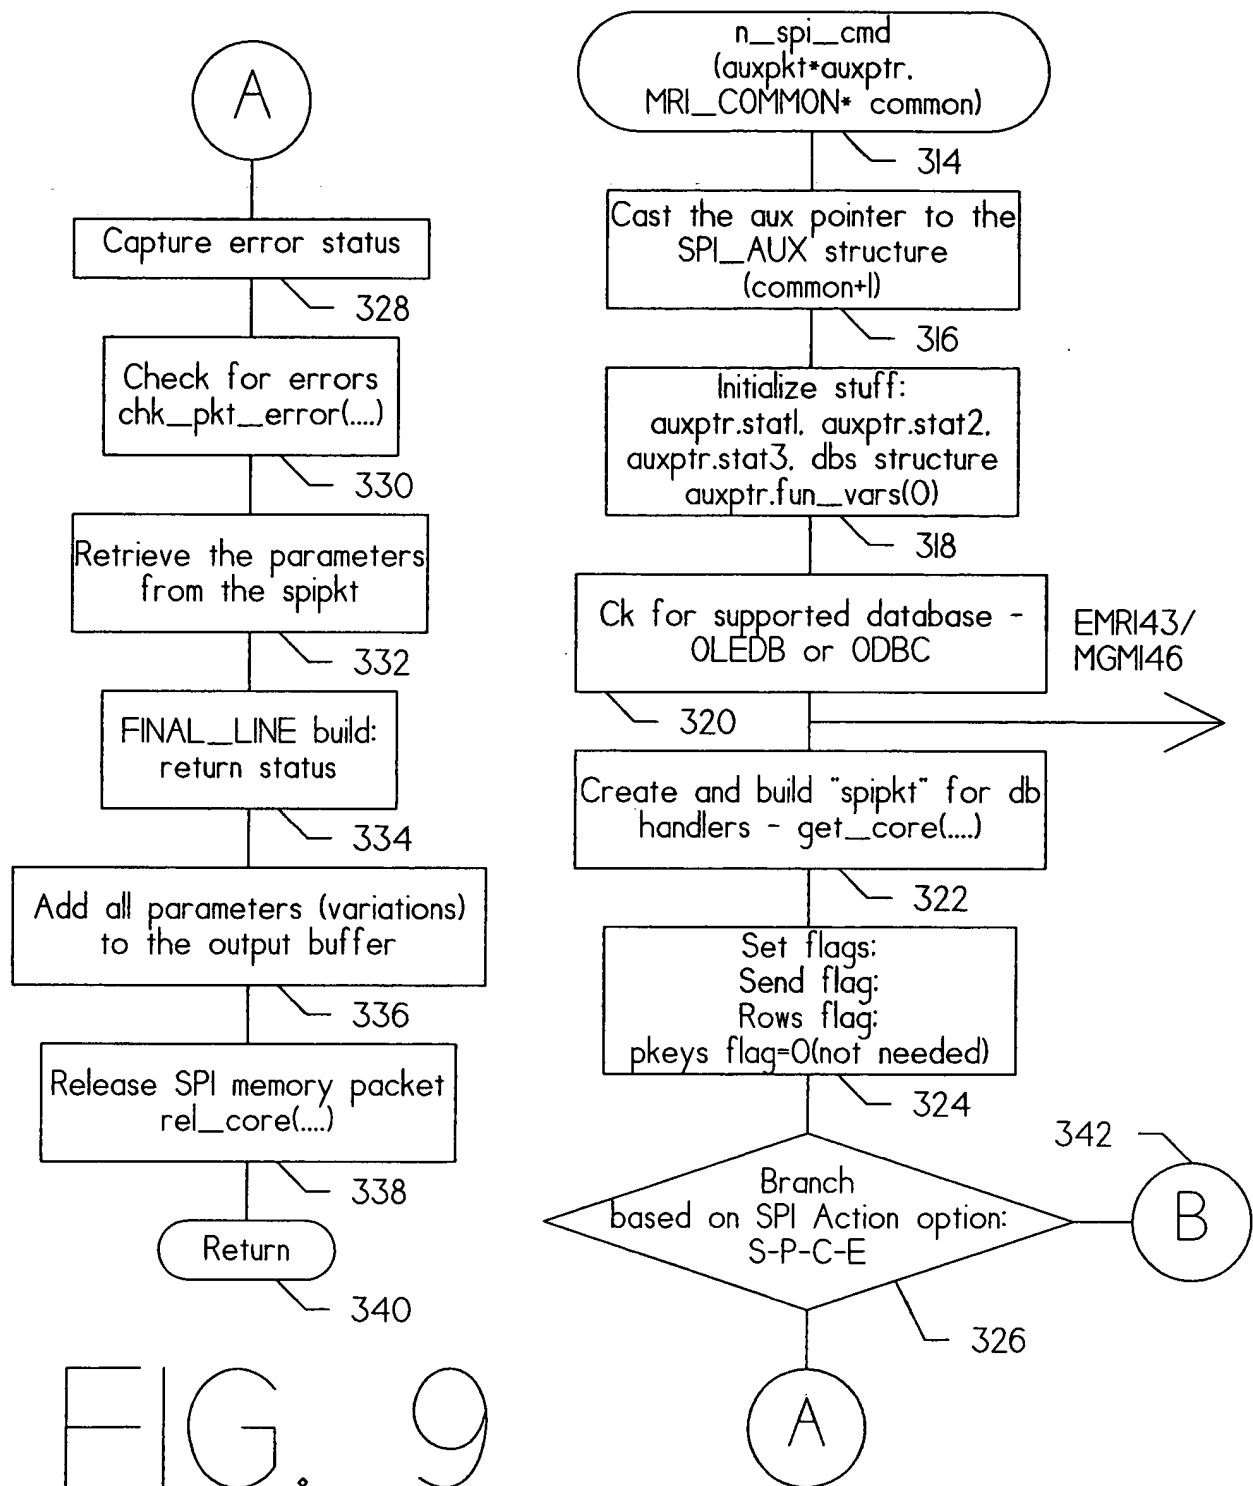 A
Capture error status
328
Check for errors
chk_pkt_error(....)
330
Retrieve the parameters
from the spipkt
332
FINAL_LINE build:
return status
334
Add all parameters (variations)
to the output buffer
336
Release SPI memory packet
rel_core(....)
338
Return
340
n_spi_cmd
(auxpkt*auxptr.
MRI_COMMON* common)
314
Cast the aux pointer to the
SPI_AUX structure
(common+1)
316
Initialize stuff:
auxptr.stat1, auxptr.stat2,
auxptr.stat3, dbs structure
auxptr.fun_vars(0)
318
Ck for supported database -
OLEDB or ODBC
320
EMRI43/
MGMI46
Create and build "spipkt" for db
handlers - get_core(....)
322
Set flags:
Send flag:
Rows flag:
pkeys flag=0(not needed)
324
Branch
based on SPI Action option:
S-P-C-E
326
342
B
A
FIG. 9